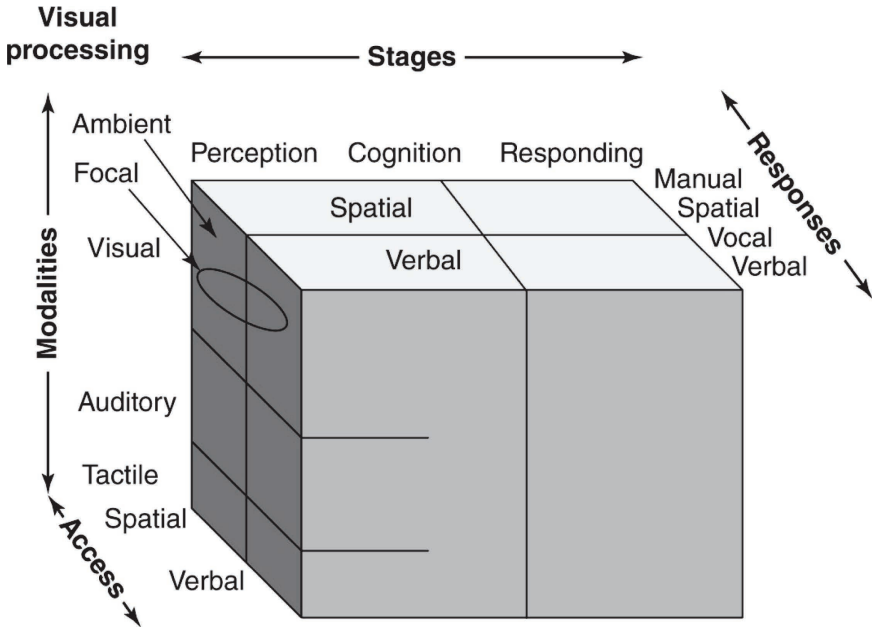 Visual
processing
Stages
Ambient
Perception Cognition Responding
Focal
Manual
Spatial
Spatial
Visual
Vocal
Verbal
Verbal
Responses
Modalities
Auditory
Tactile
Spatial
Verbal
Access